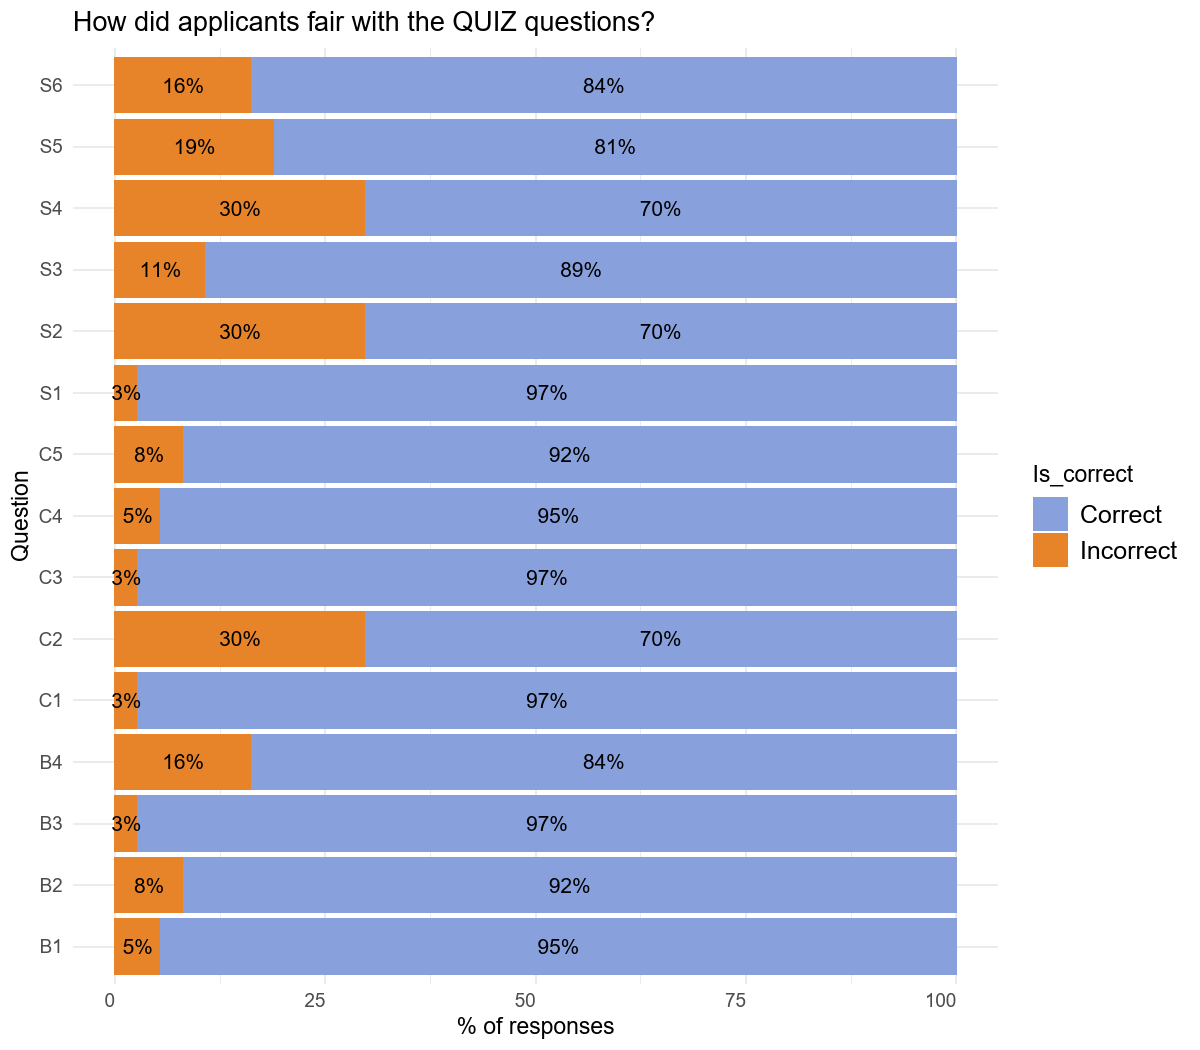 How did applicants fair with the QUIZ questions?
S6 16% 84%
S5 19% 81%
S4 30% 70%
S3 11% 89%
S2 30% 70%
S1 3% 97%
C5 8% 92%
C4 5% 95%
C3 3% 97%
C2 30% 70%
C1 3% 97%
B4 16% 84%
B3 3% 97%
B2 8% 92%
B1 5% 95%
0 25 50 75 100
% of responses
Question
Is_correct
Correct
Incorrect